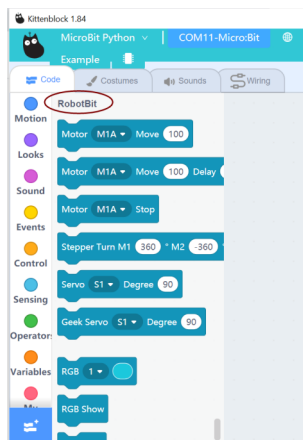 Kittenblock 1.84
MicroBit Python COM11-Micro:Bit
Example
Code Costumes Sounds Wiring
RobotBit
Motion
Looks
Sound
Events
Control
Sensing
Operator
Variables
My
Motor M1A Move 100
Motor M1A Move 100 Delay
Motor M1A Stop
Stepper Turn M1 360 ° M2 -360 °
Servo S1 Degree 90
Geek Servo S1 Degree 90
RGB 1
RGB Show